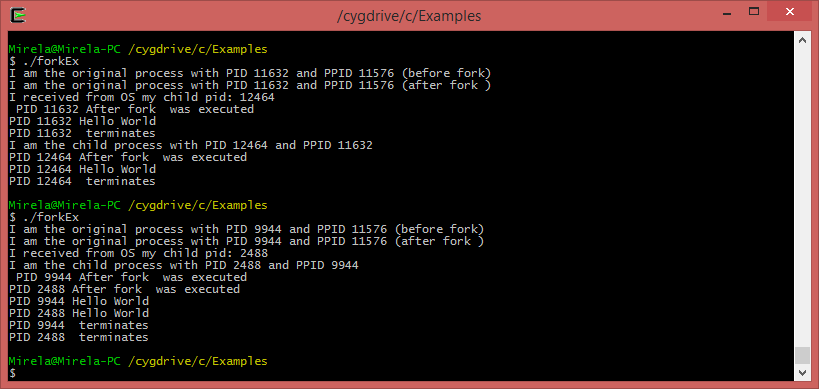 /cygdrive/c/Examples
Mirela@Mirela-PC /cygdrive/c/Examples
$ ./forkEx
I am the original process with PID 11632 and PPID 11576 (before fork)
I am the original process with PID 11632 and PPID 11576 (after fork )
I received from OS my child pid: 12464
 PID 11632 After fork  was executed
PID 11632 Hello World
PID 11632  terminates
I am the child process with PID 12464 and PPID 11632
PID 12464 After fork  was executed
PID 12464 Hello World
PID 12464  terminates
Mirela@Mirela-PC /cygdrive/c/Examples
$ ./forkEx
I am the original process with PID 9944 and PPID 11576 (before fork)
I am the original process with PID 9944 and PPID 11576 (after fork )
I received from OS my child pid: 2488
I am the child process with PID 2488 and PPID 9944
 PID 9944 After fork  was executed
PID 2488 After fork  was executed
PID 9944 Hello World
PID 2488 Hello World
PID 9944  terminates
PID 2488  terminates
Mirela@Mirela-PC /cygdrive/c/Examples
$